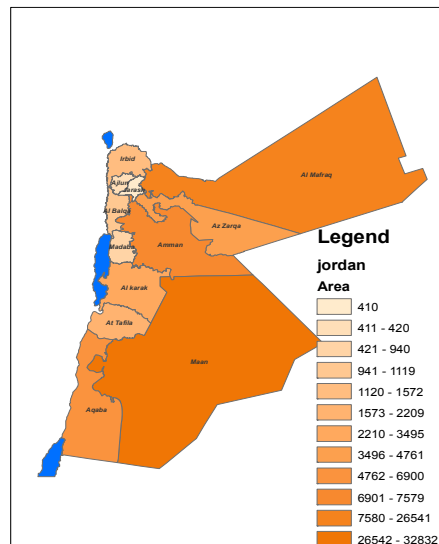 Irbid
Ajlun
Jarash
Al Mafraq
Al Balqa
Az Zarqa
Amman
Madaba
Al karak
At Tafila
Maan
Aqaba
Legend
jordan
Area
410
411 - 420
421 - 940
941 - 1119
1120 - 1572
1573 - 2209
2210 - 3495
3496 - 4761
4762 - 6900
6901 - 7579
7580 - 26541
26542 - 32832